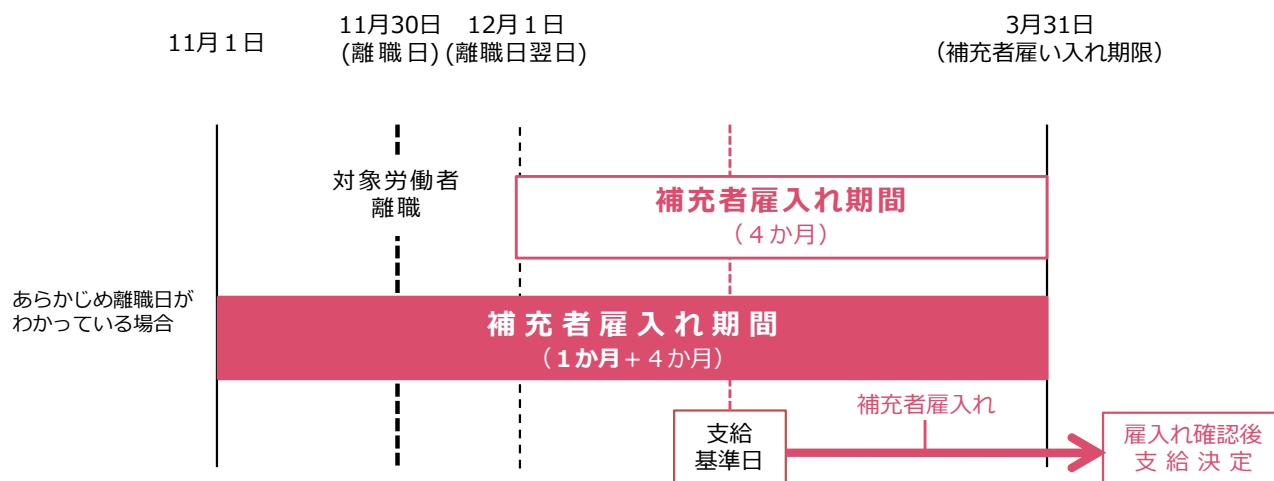 11月１日
11月30日
(離職日)
12月１日
(離職日翌日)
3月31日
（補充者雇い入れ期限）
対象労働者
離職
補充者雇入れ期間
（４か月）
あらかじめ離職日が
わかっている場合
補充者雇入れ期間
（１か月＋４か月）
支給
基準日
補充者雇入れ
雇入れ確認後
支給決定